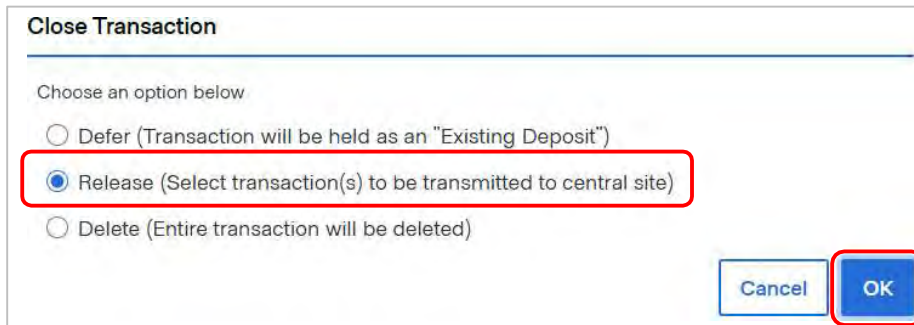 Close Transaction
Choose an option below
Defer (Transaction will be held as an "Existing Deposit")
Release (Select transaction(s) to be transmitted to central site)
Delete (Entire transaction will be deleted)
Cancel OK